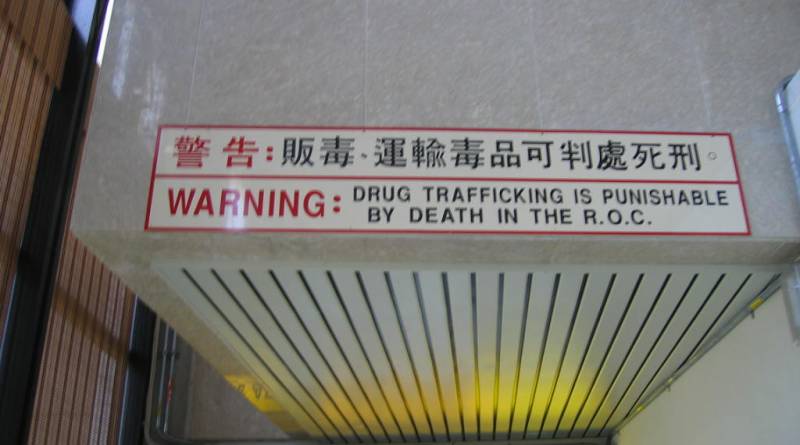 警告:販毒、運輸毒品可判處死刑。
WARNING: DRUG TRAFFICKING IS PUNISHABLE
BY DEATH IN THE R.O.C.